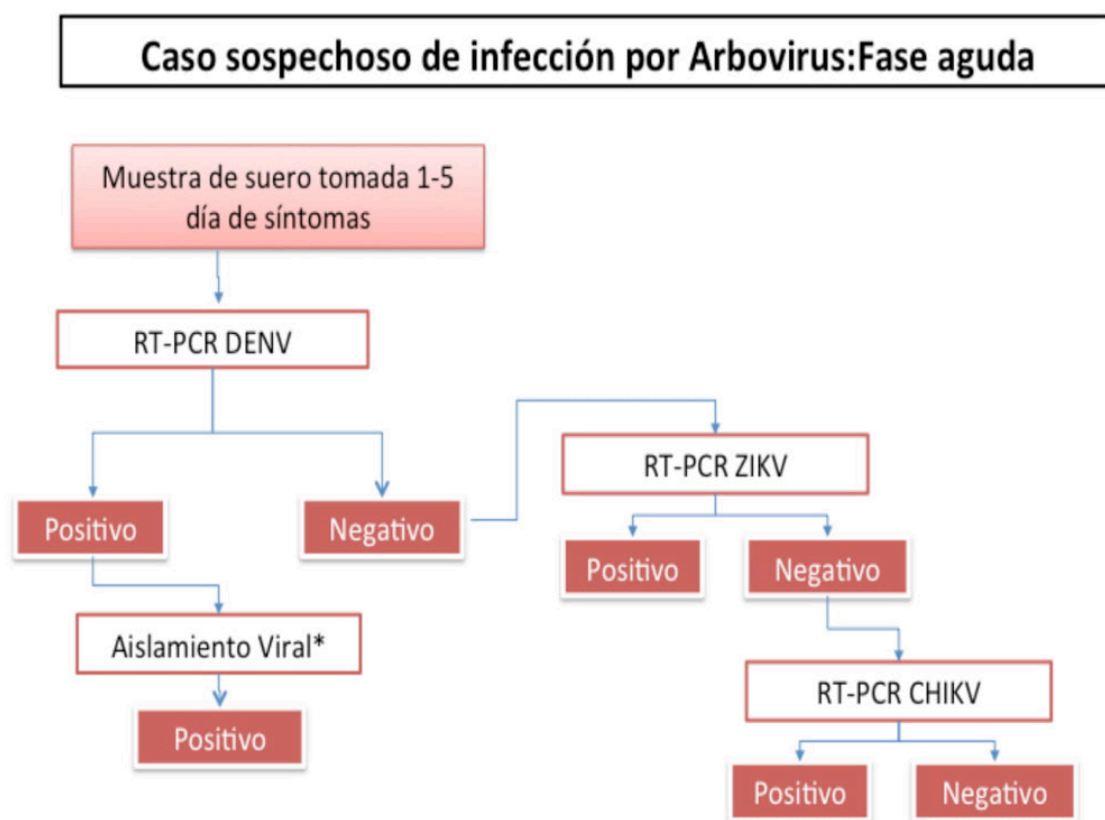 Caso sospechoso de infección por Arbovirus:Fase aguda
Muestra de suero tomada 1-5
día de síntomas
RT-PCR DENV
Positivo
Negativo
Aislamiento Viral*
Positivo
RT-PCR ZIKV
Positivo
Negativo
RT-PCR CHIKV
Positivo
Negativo